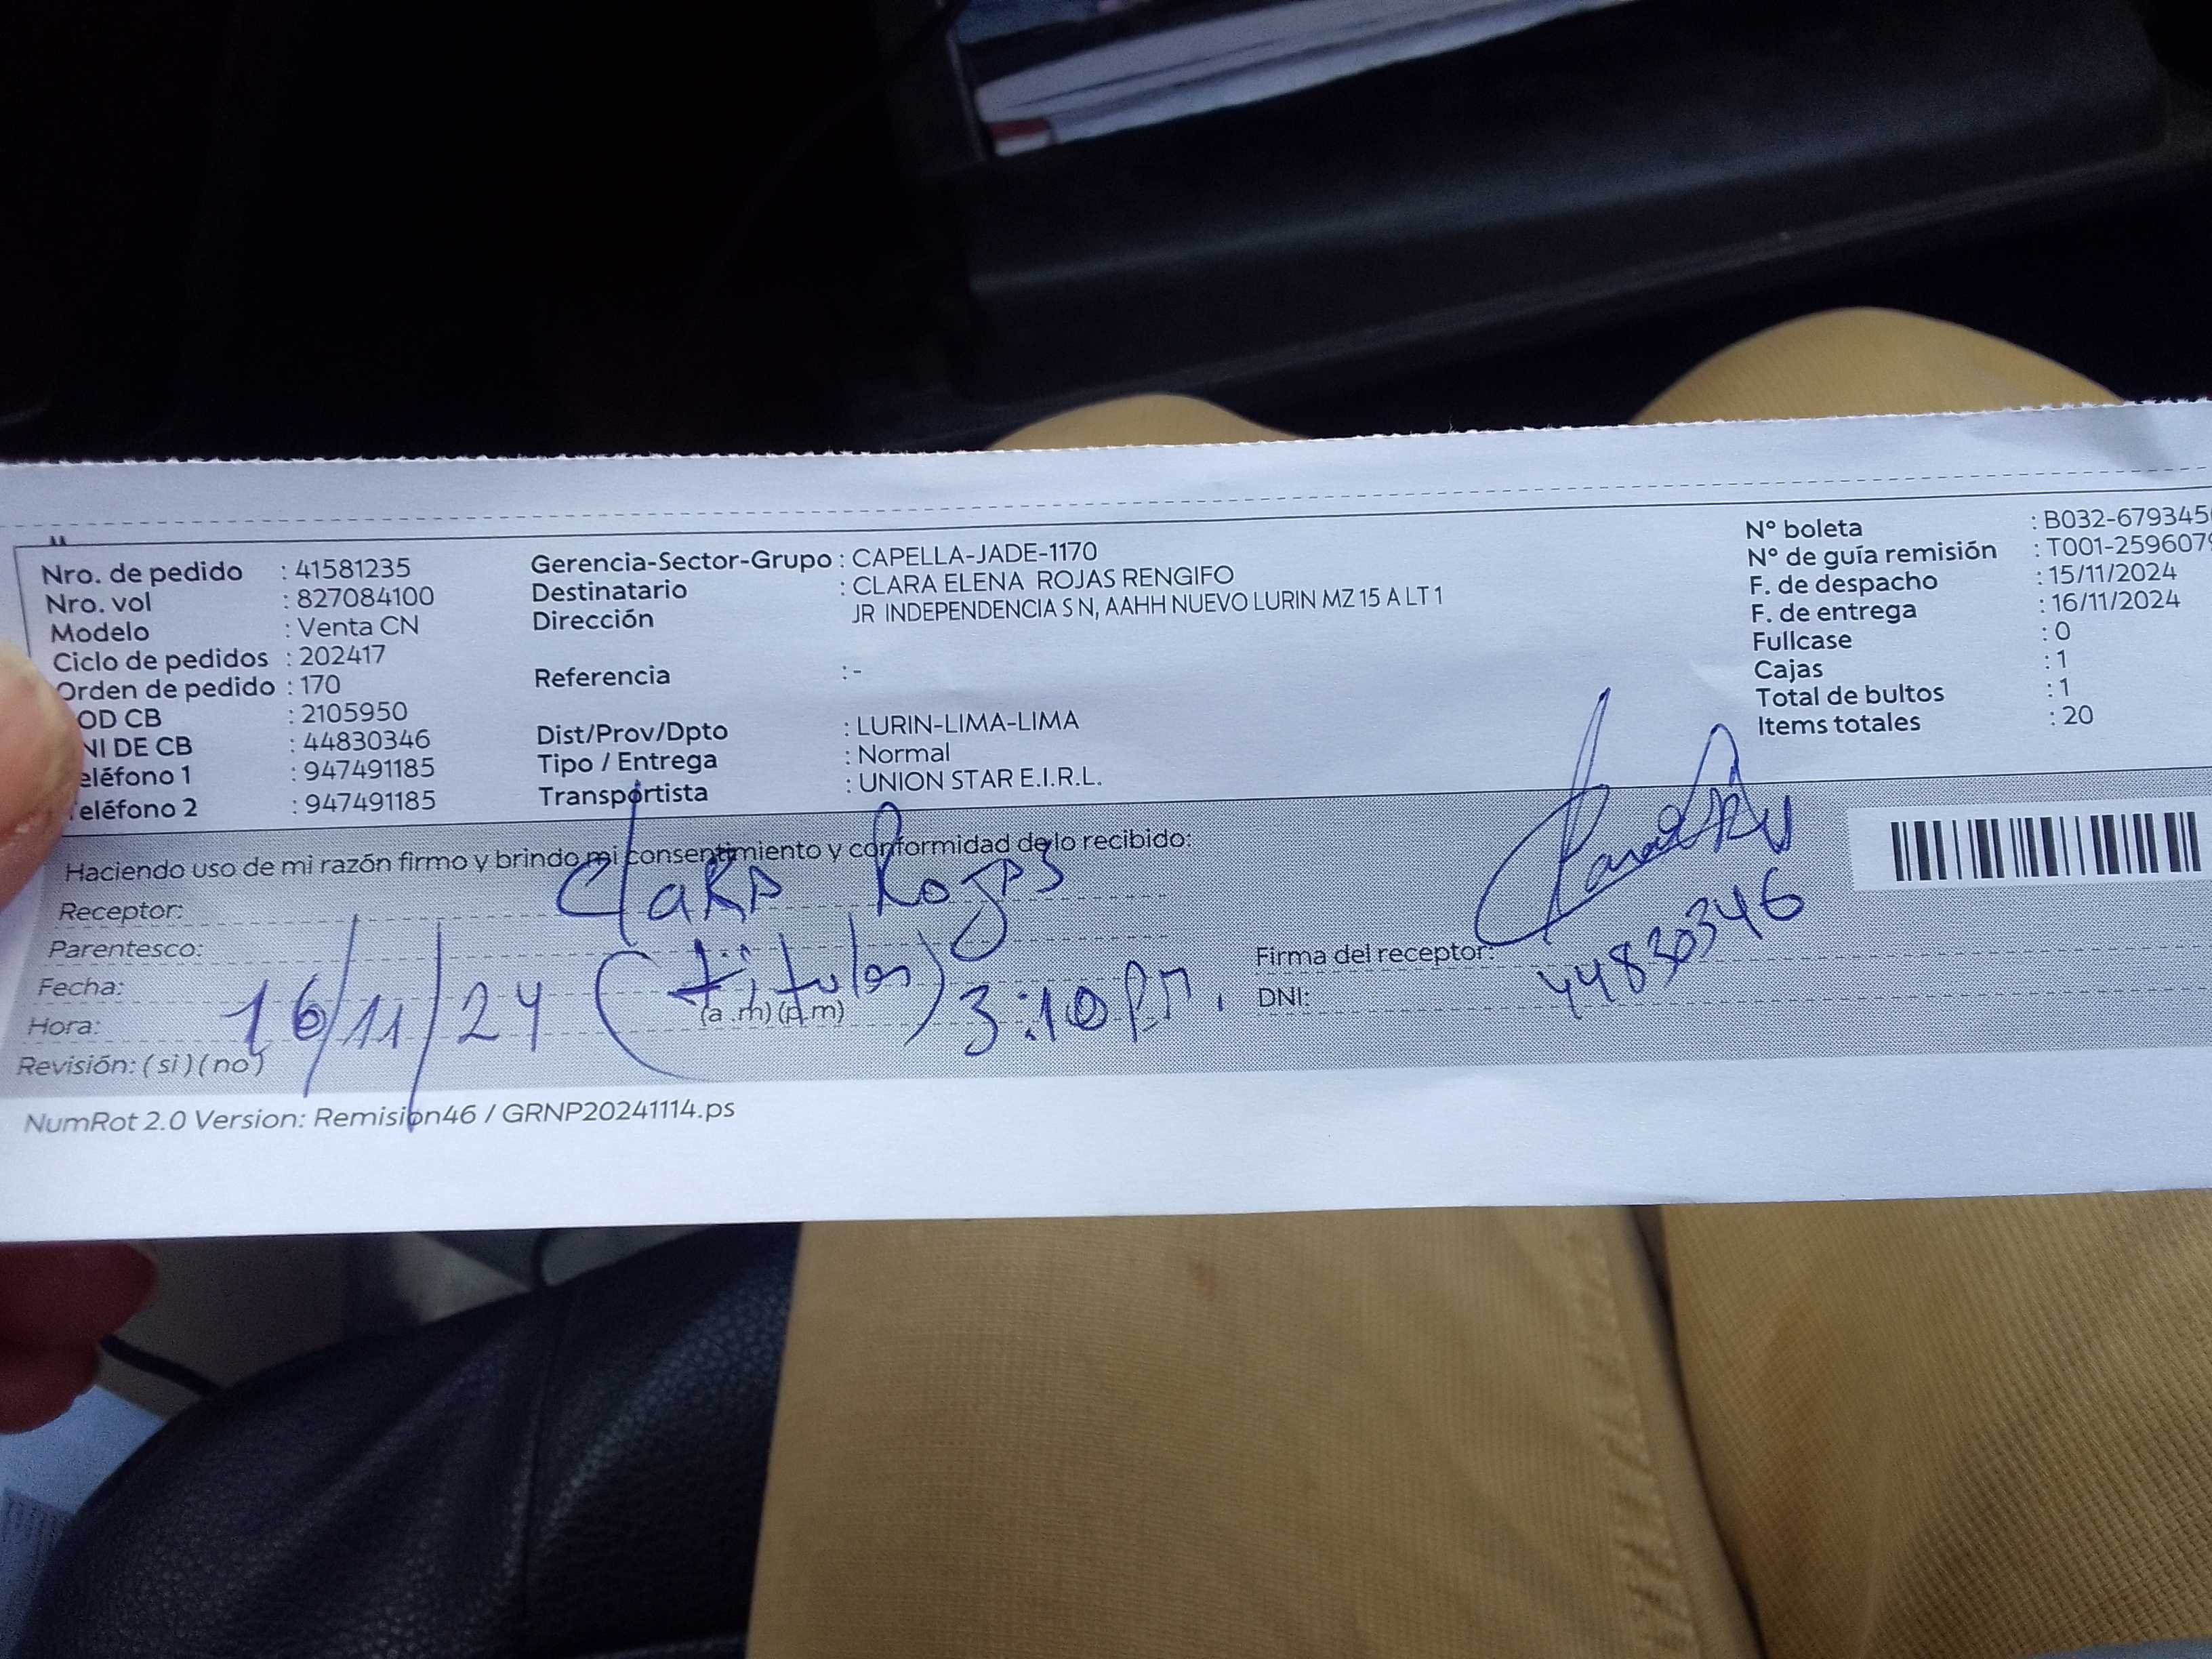 Nro. de pedido : 41581235
Nro. vol : 827084100
Modelo : Venta CN
Ciclo de pedidos : 202417
Orden de pedido : 170
OD CB : 2105950
NI DE CB : 44830346
eléfono 1 : 947491185
eléfono 2 : 947491185
Gerencia-Sector-Grupo : CAPELLA-JADE-1170
Destinatario : CLARA ELENA ROJAS RENGIFO
Dirección JR INDEPENDENCIA S N, AAHH NUEVO LURIN MZ 15 A LT 1
Referencia : -
Dist/Prov/Dpto : LURIN-LIMA-LIMA
Tipo / Entrega : Normal
Transportista : UNION STAR E.I.R.L.
N° boleta : B032-679345
N° de guía remisión : T001-259607
F. de despacho : 15/11/2024
F. de entrega : 16/11/2024
Fullcase : 0
Cajas : 1
Total de bultos : 1
Items totales : 20
Haciendo uso de mi razón firmo y brindo mi consentimiento y conformidad de lo recibido:
Receptor: Clara Rojas
Parentesco: (titular)
Fecha: 16/11/24
Hora: (a.m) (p.m) 3:10 Pm.
Revisión: (si) (no)
Firma del receptor:
DNI: 44830346
NumRot 2.0 Version: Remision46 / GRNP20241114.ps